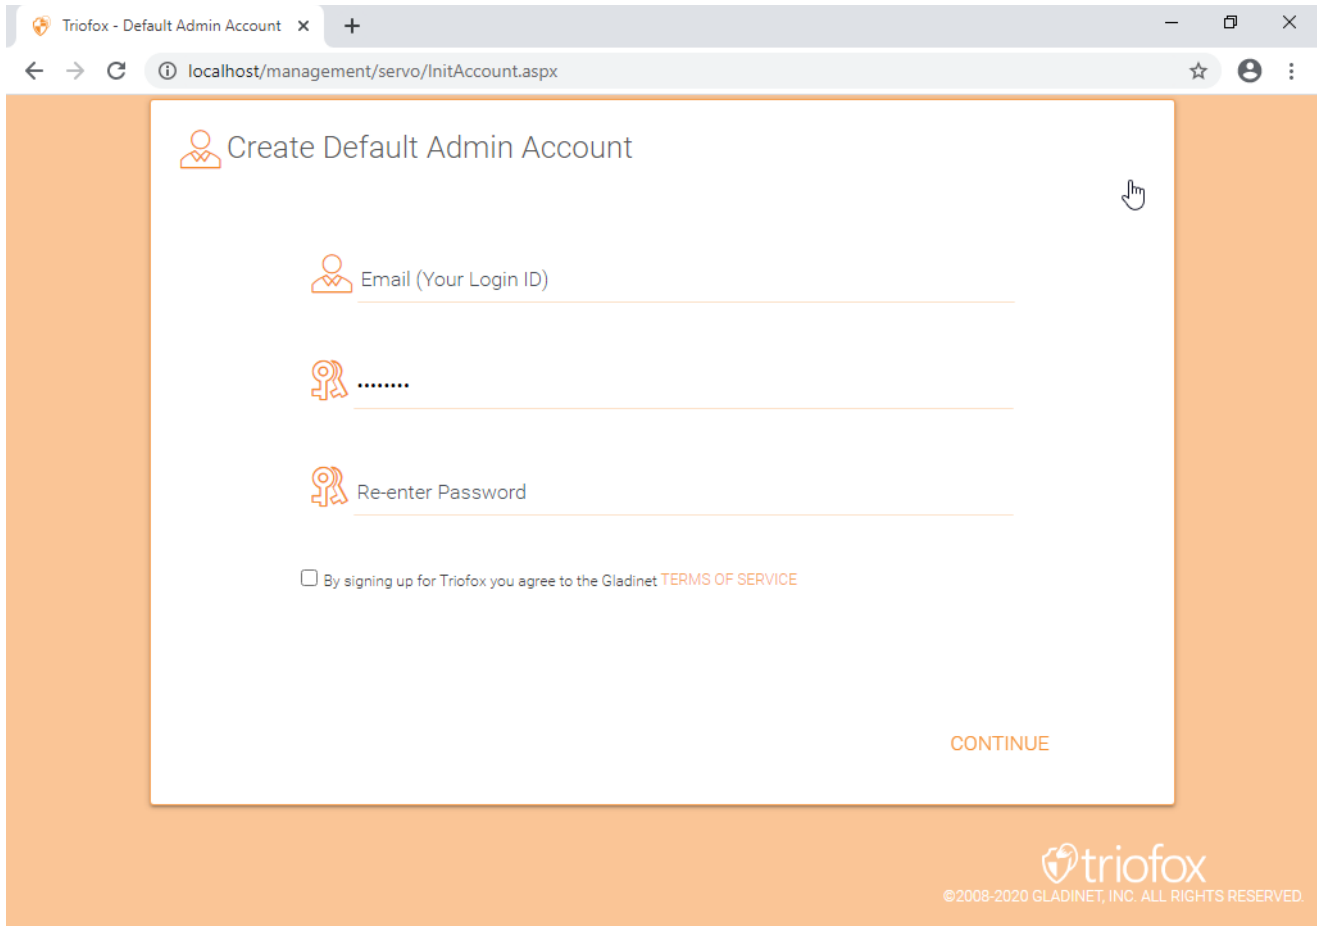 Triofox - Default Admin Account
localhost/management/servo/InitAccount.aspx
Create Default Admin Account
Email (Your Login ID)
••••••••
Re-enter Password
By signing up for Triofox you agree to the Gladinet TERMS OF SERVICE
CONTINUE
triofox
©2008-2020 GLADINET, INC. ALL RIGHTS RESERVED.